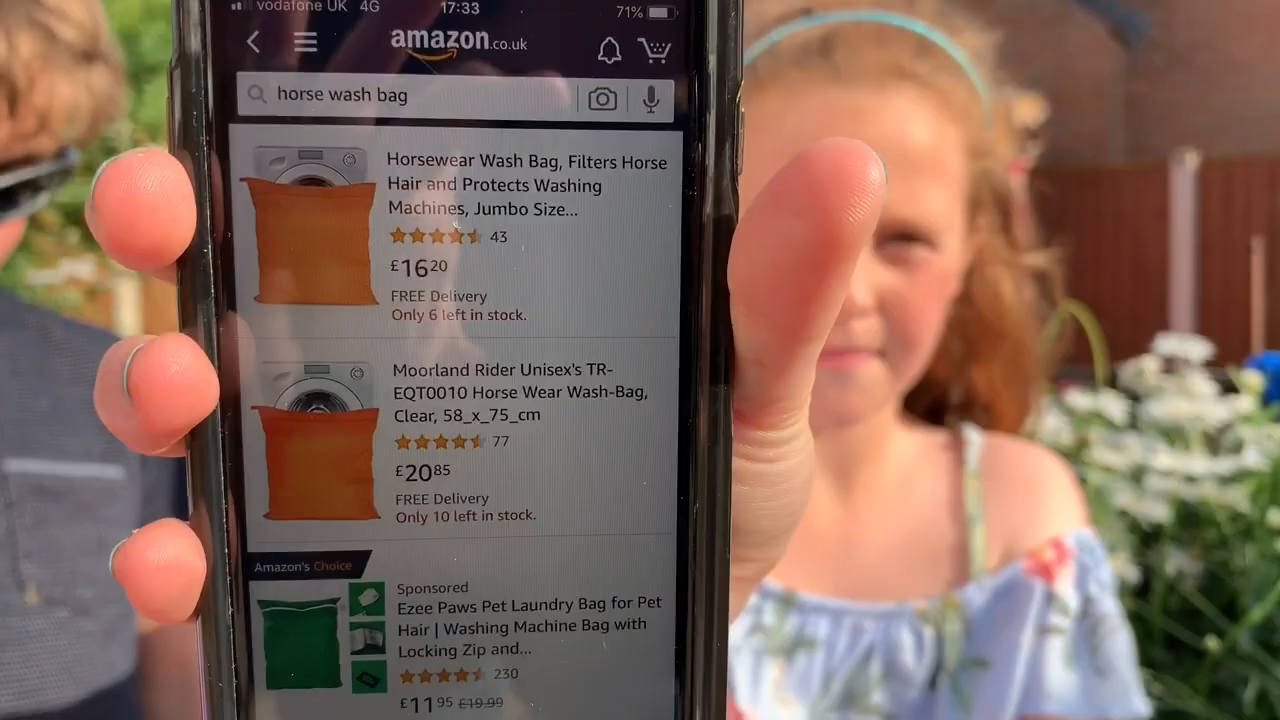 vodafone UK 4G 17:33 71%
amazon.co.uk
horse wash bag
Horsewear Wash Bag, Filters Horse
Hair and Protects Washing
Machines, Jumbo Size...
43
£16 20
FREE Delivery
Only 6 left in stock.
Moorland Rider Unisex's TR-
EQT0010 Horse Wear Wash-Bag,
Clear, 58_x_75_cm
77
£20 85
FREE Delivery
Only 10 left in stock.
Amazon's Choice
Sponsored
Ezee Paws Pet Laundry Bag for Pet
Hair | Washing Machine Bag with
Locking Zip and...
230
£11 95 £19.99